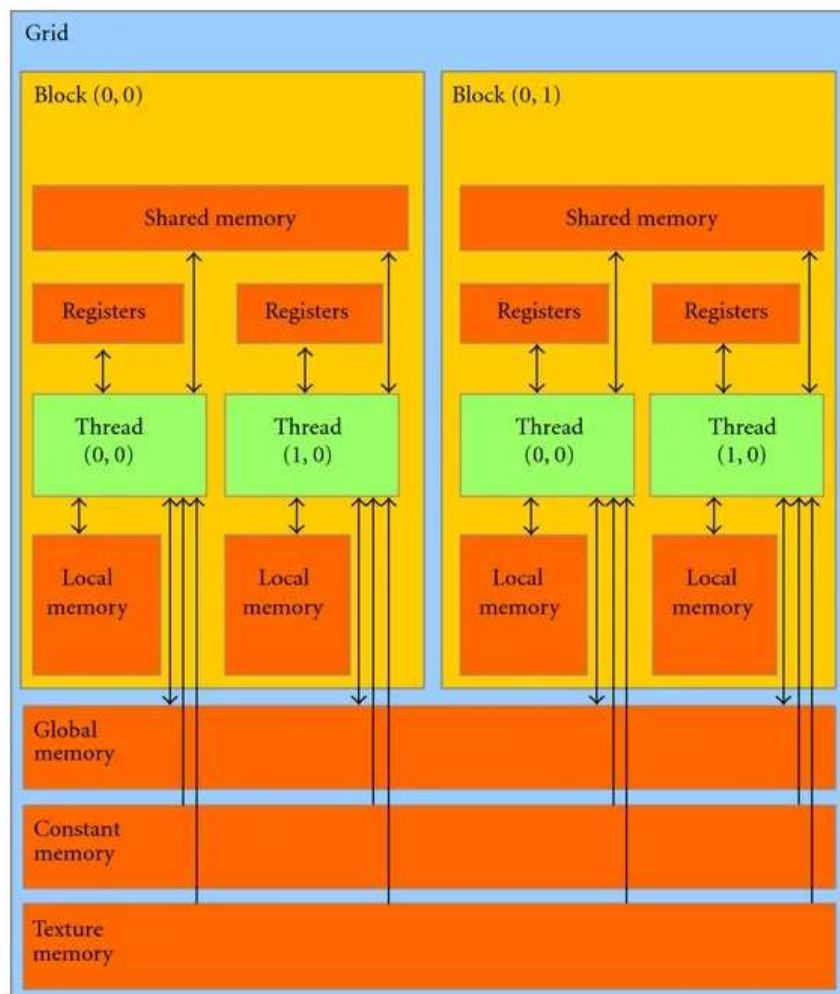 Grid
Block (0, 0)
Shared memory
Registers
Registers
Thread
(0, 0)
Thread
(1, 0)
Local
memory
Local
memory
Block (0, 1)
Shared memory
Registers
Registers
Thread
(0, 0)
Thread
(1, 0)
Local
memory
Local
memory
Global
memory
Constant
memory
Texture
memory